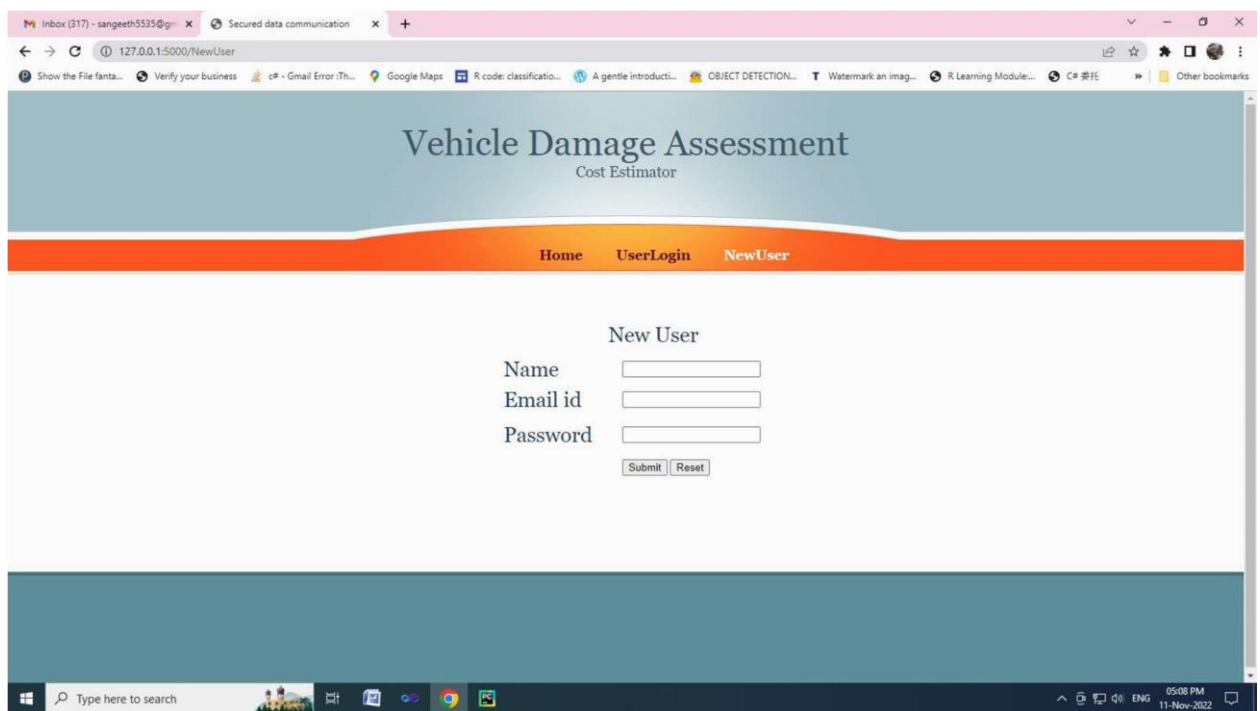 Inbox (317) - sangeeth5535@gm
Secured data communication
127.0.0.1:5000/NewUser
Show the File fanta... Verify your business c# - Gmail Error :Th... Google Maps R code: classificatio... A gentle introducti... OBJECT DETECTION... T Watermark an imag... R Learning Module:... C# 委托 » Other bookmarks
Vehicle Damage Assessment
Cost Estimator
Home UserLogin NewUser
New User
Name
Email id
Password
Submit Reset
Type here to search
PC
ENG
05:08 PM
11-Nov-2022